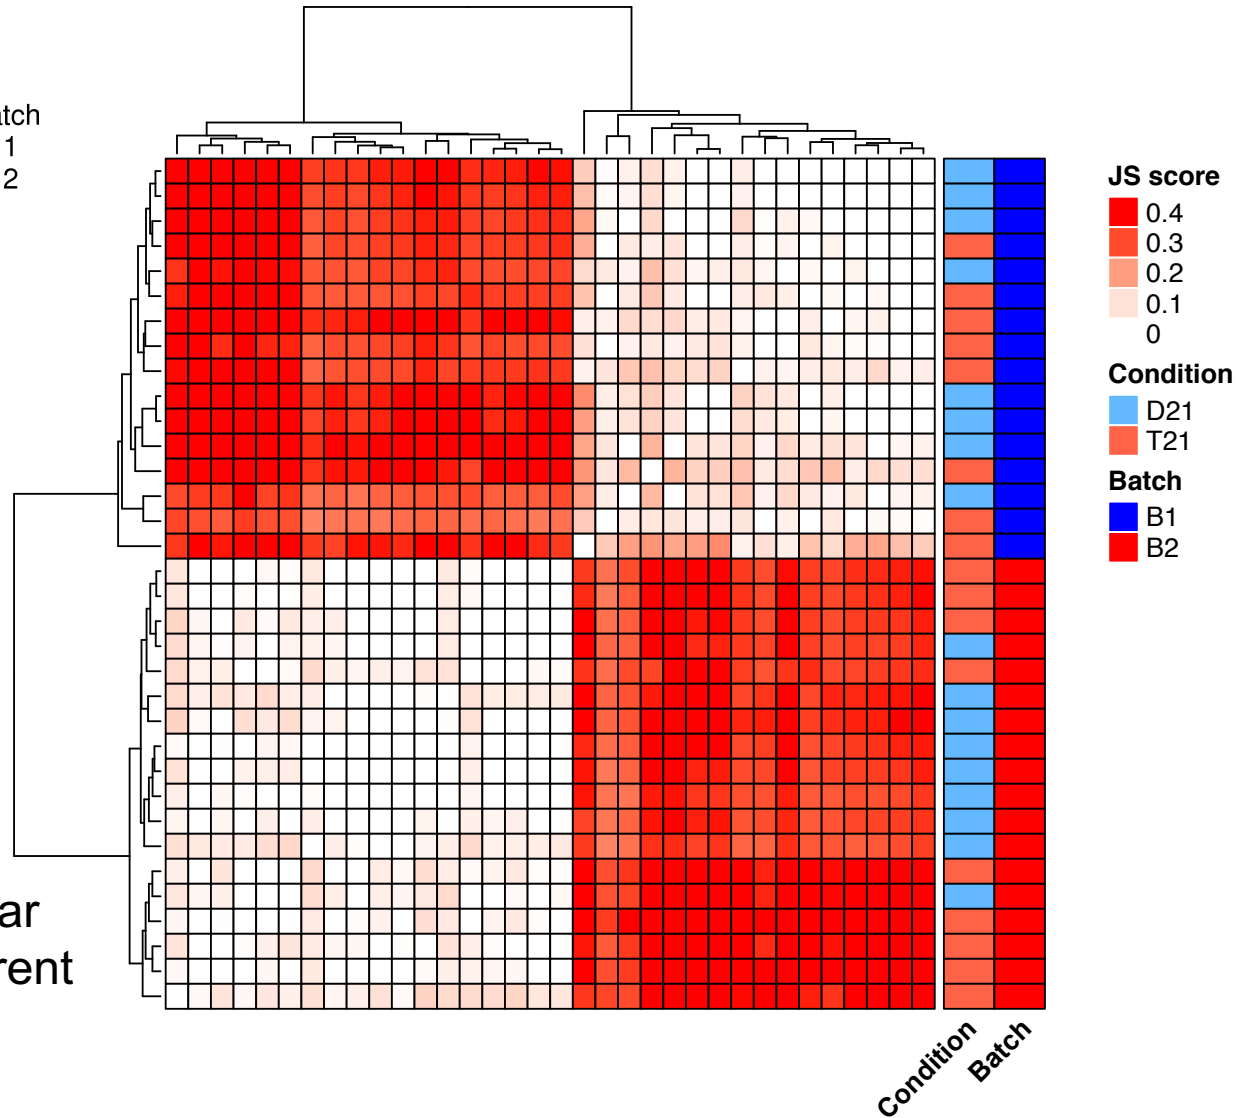 tch
1
2
JS score
0.4
0.3
0.2
0.1
0
Condition
D21
T21
Batch
B1
B2
ar
rent
Condition
Batch